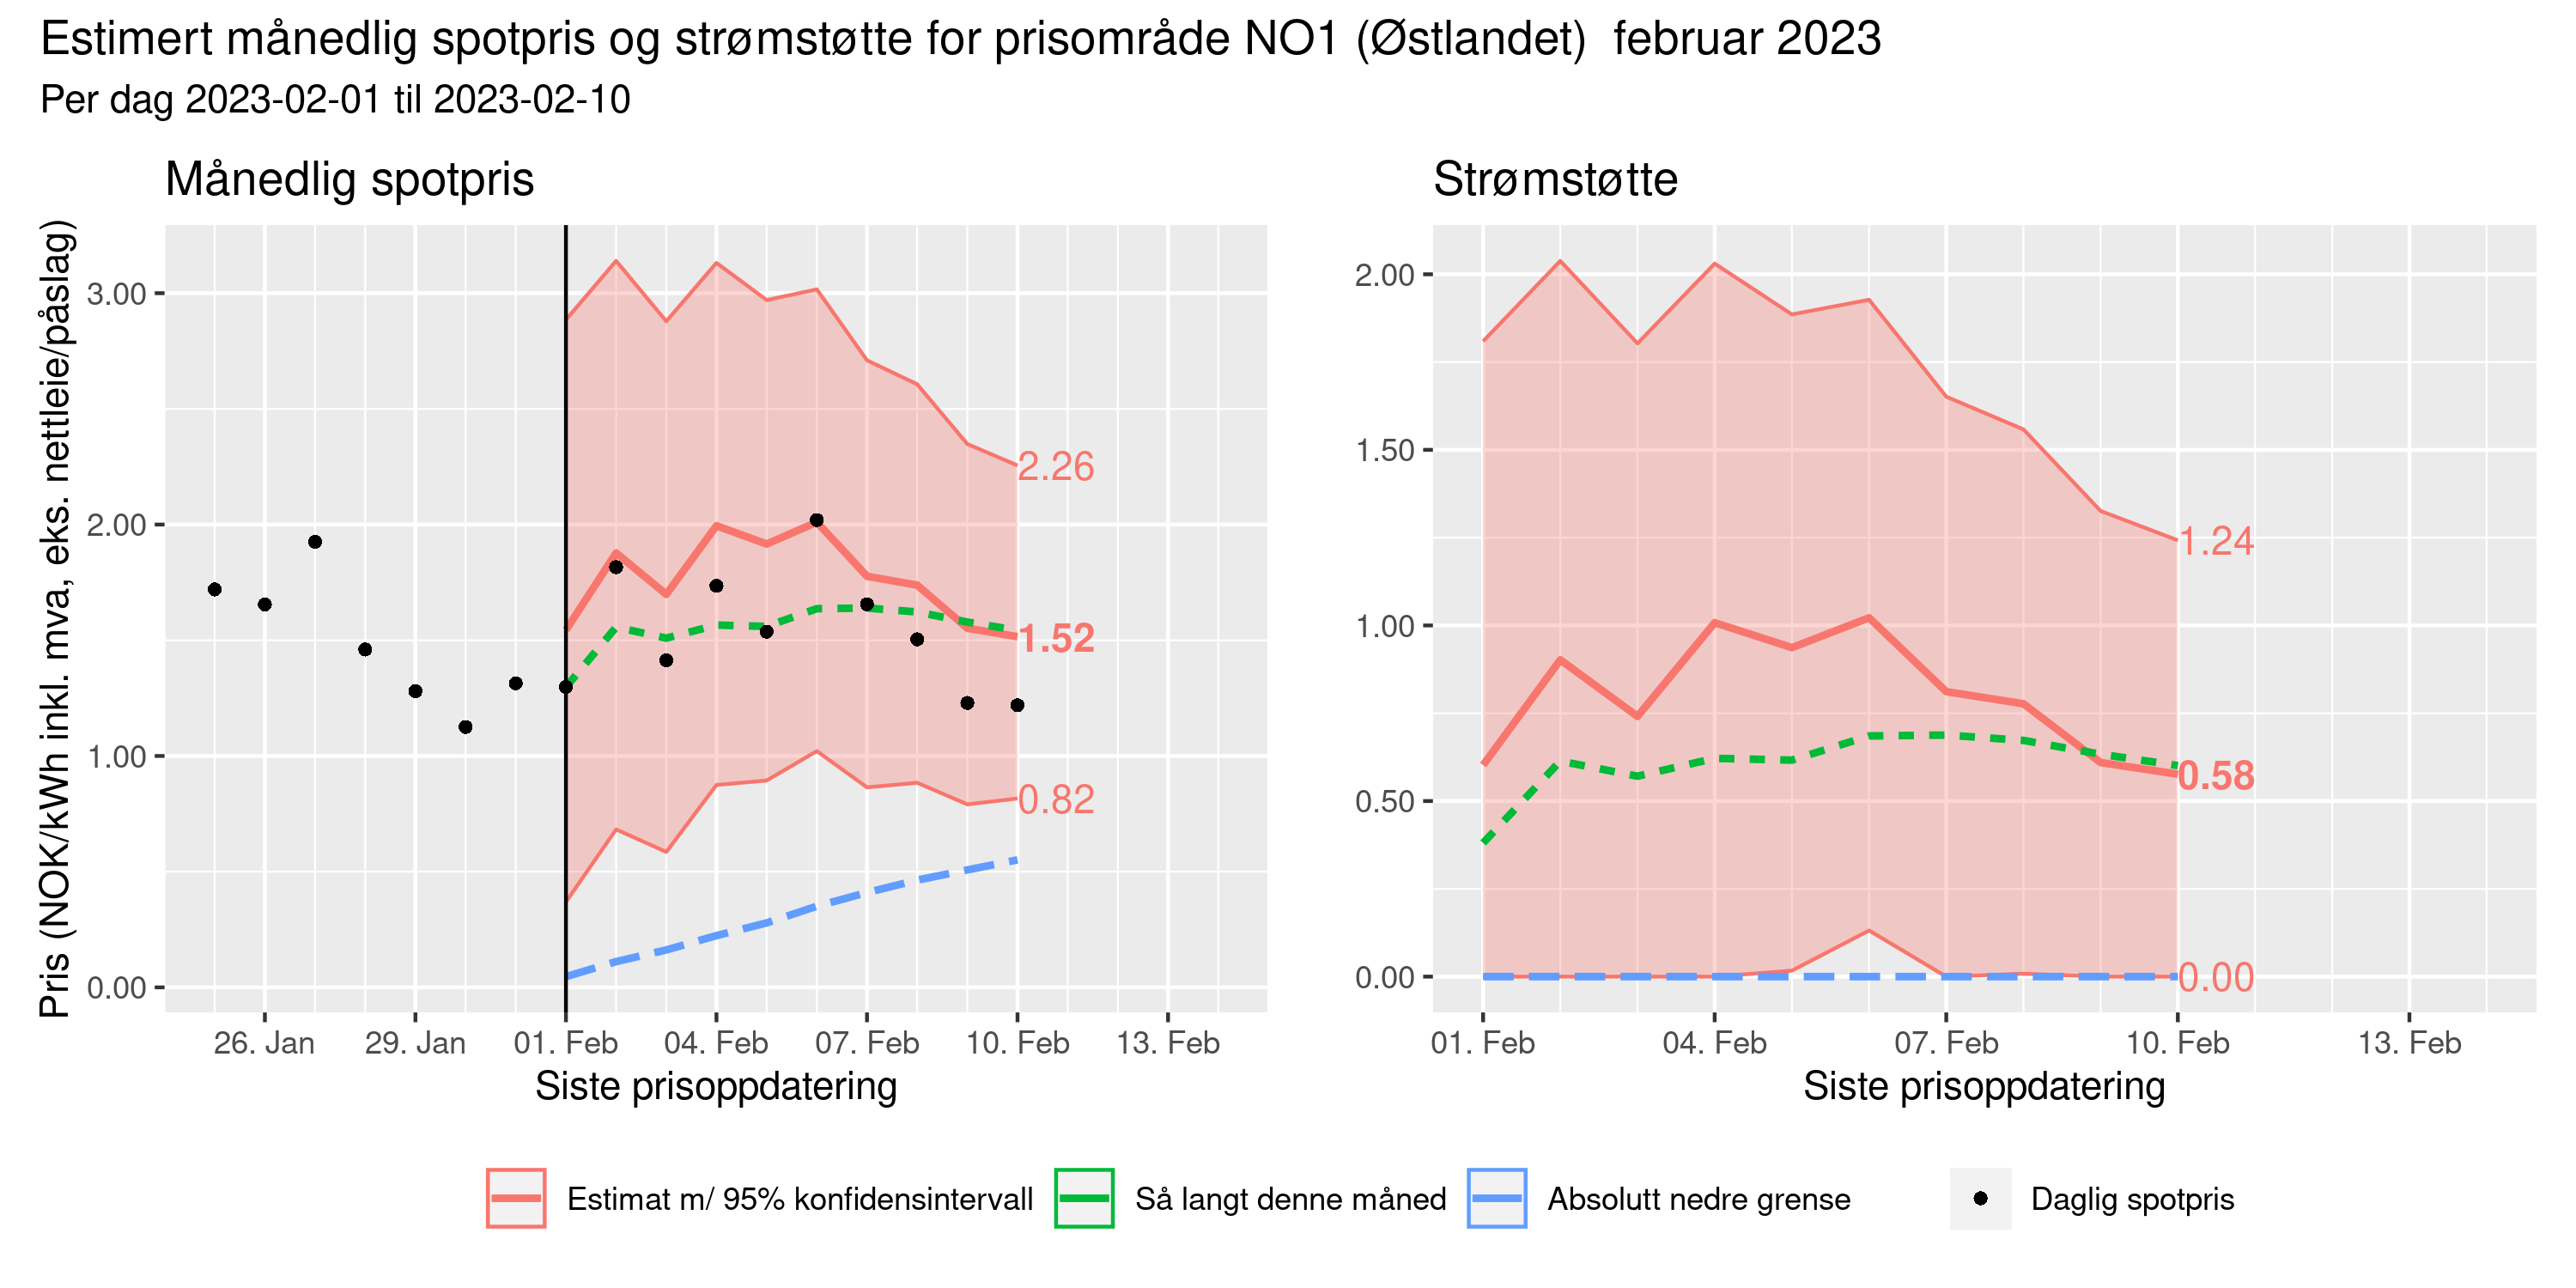 Estimert månedlig spotpris og strømstøtte for prisområde NO1 (Østlandet)  februar 2023
Per dag 2023-02-01 til 2023-02-10
Månedlig spotpris
Pris (NOK/kWh inkl. mva, eks. nettleie/påslag)
3.00
2.00
1.00
0.00
2.26
1.52
0.82
26. Jan 29. Jan 01. Feb 04. Feb 07. Feb 10. Feb 13. Feb
Siste prisoppdatering
Strømstøtte
2.00
1.50
1.00
0.50
0.00
1.24
0.58
0.00
01. Feb 04. Feb 07. Feb 10. Feb 13. Feb
Siste prisoppdatering
Estimat m/ 95% konfidensintervall Så langt denne måned Absolutt nedre grense Daglig spotpris